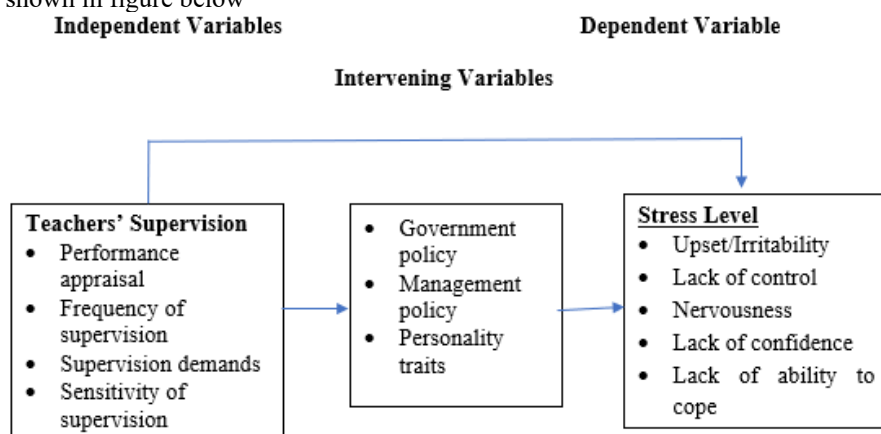 shown in figure below
Independent Variables
Dependent Variable
Intervening Variables
Teachers’ Supervision
• Performance
appraisal
• Frequency of
supervision
• Supervision demands
• Sensitivity of
supervision
• Government
policy
• Management
policy
• Personality
traits
Stress Level
• Upset/Irritability
• Lack of control
• Nervousness
• Lack of confidence
• Lack of ability to
cope